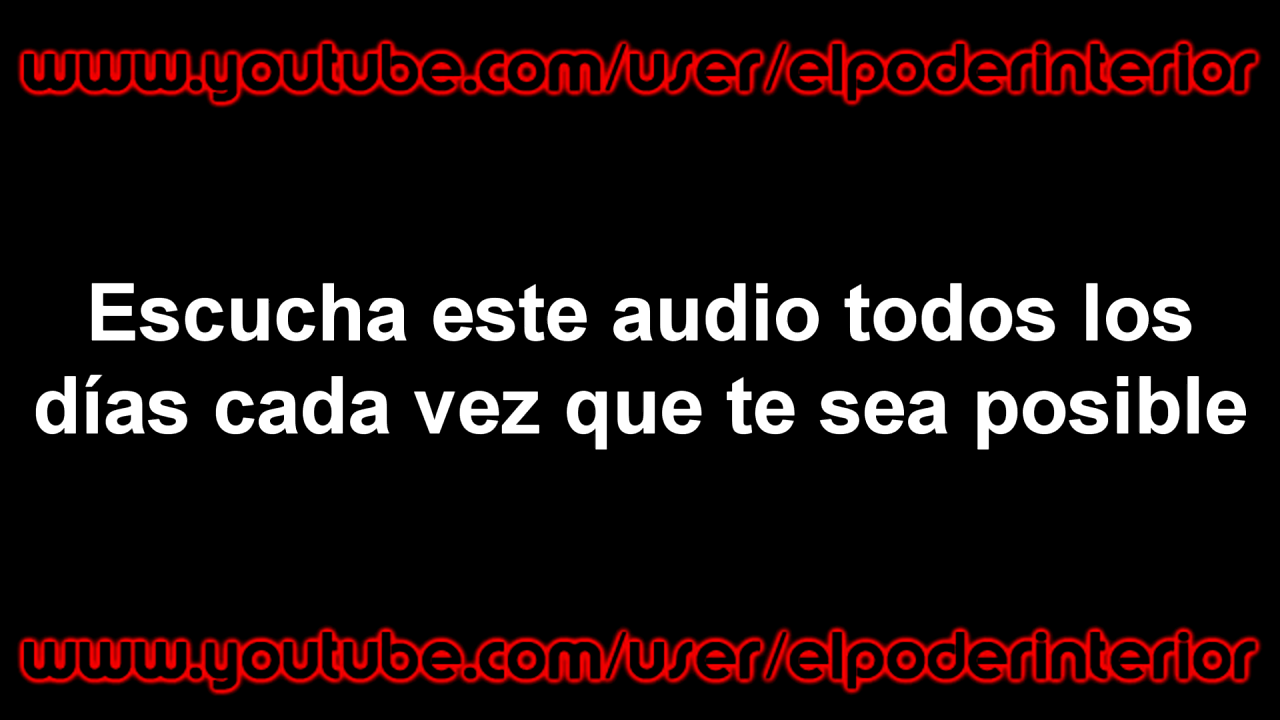 www.youtube.com/user/elpoderinterior
Escucha este audio todos los
días cada vez que te sea posible
www.youtube.com/user/elpoderinterior